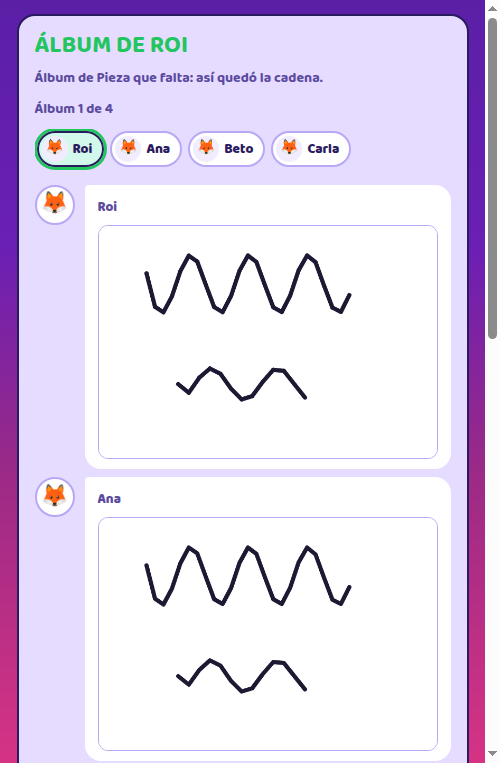 ÁLBUM DE ROI
Álbum de Pieza que falta: así quedó la cadena.
Álbum 1 de 4
Roi Ana Beto Carla
Roi
Ana